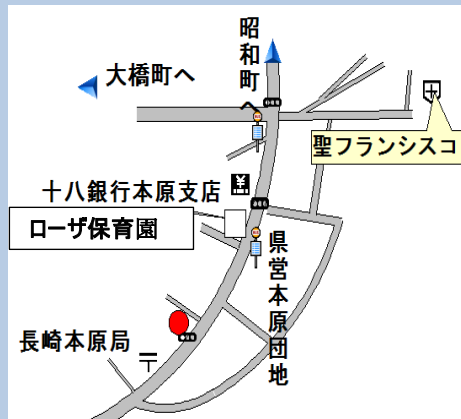 昭和町へ
大橋町へ
聖フランシスコ
十八銀行本原支店
ローザ保育園
県営本原団地
長崎本原局